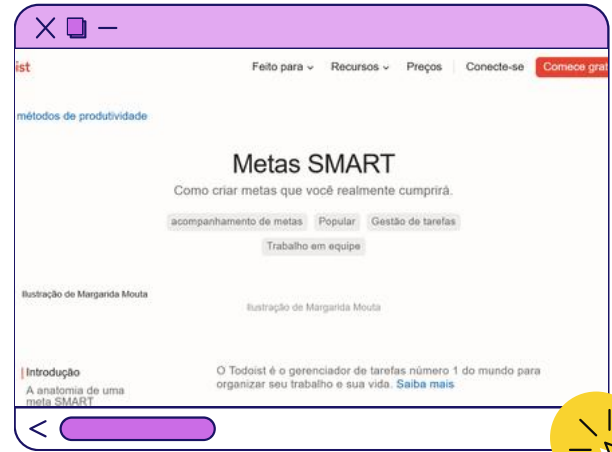 ist
Feito para Recursos Preços Conecte-se Comece grat
métodos de produtividade
Metas SMART
Como criar metas que você realmente cumprirá.
acompanhamento de metas Popular Gestão de tarefas
Trabalho em equipe
Ilustração de Margarida Mouta
Ilustração de Margarida Mouta
Introdução
A anatomia de uma
meta SMART
O Todoist é o gerenciador de tarefas número 1 do mundo para
organizar seu trabalho e sua vida. Saiba mais